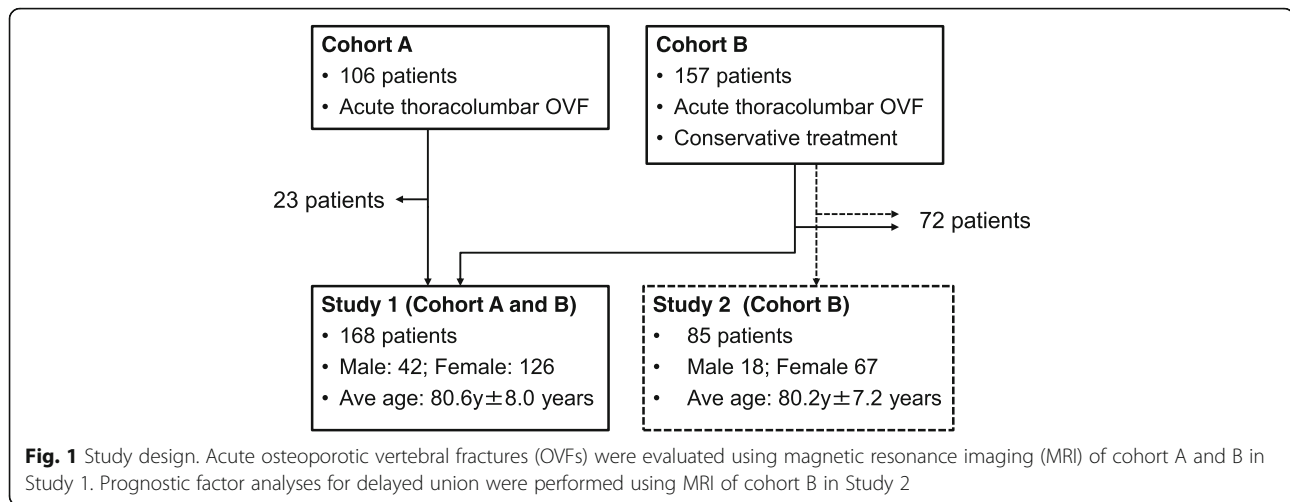 Cohort A
• 106 patients
• Acute thoracolumbar OVF
Cohort B
• 157 patients
• Acute thoracolumbar OVF
• Conservative treatment
23 patients
72 patients
Study 1 (Cohort A and B)
• 168 patients
• Male: 42; Female: 126
• Ave age: 80.6y±8.0 years
Study 2 (Cohort B)
• 85 patients
• Male 18; Female 67
• Ave age: 80.2y±7.2 years
Fig. 1 Study design. Acute osteoporotic vertebral fractures (OVFs) were evaluated using magnetic resonance imaging (MRI) of cohort A and B in
Study 1. Prognostic factor analyses for delayed union were performed using MRI of cohort B in Study 2